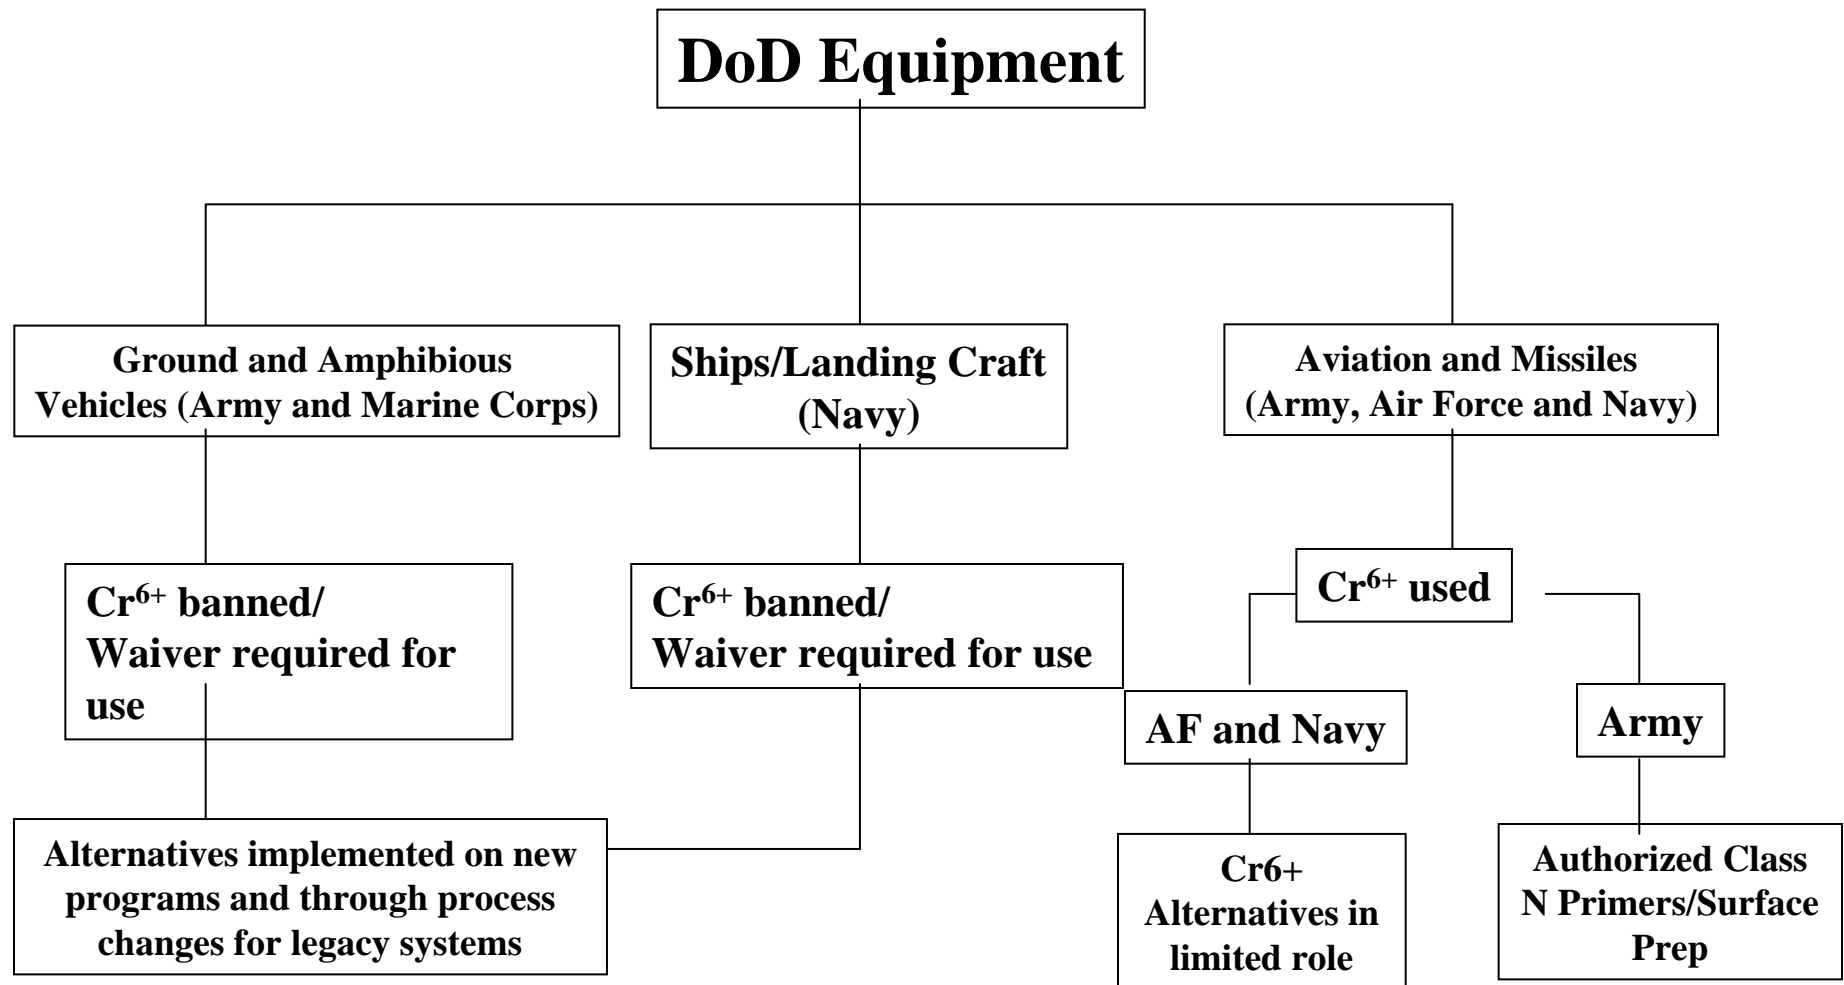 DoD Equipment
Ground and Amphibious
Vehicles (Army and Marine Corps)
Ships/Landing Craft
(Navy)
Aviation and Missiles
(Army, Air Force and Navy)
Cr⁶⁺ banned/
Waiver required for
use
Cr⁶⁺ banned/
Waiver required for use
Cr⁶⁺ used
AF and Navy
Army
Alternatives implemented on new
programs and through process
changes for legacy systems
Cr6+
Alternatives in
limited role
Authorized Class
N Primers/Surface
Prep